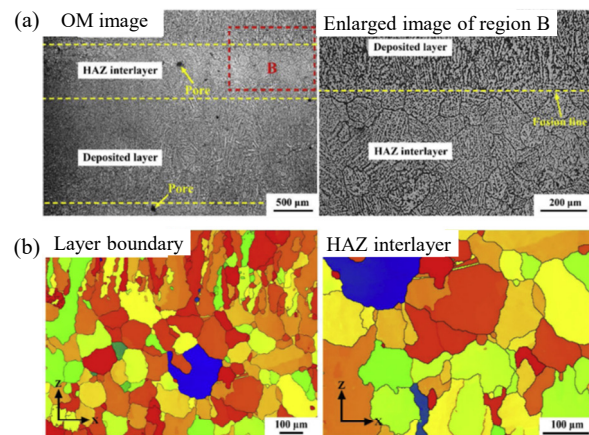 (a) OM image Enlarged image of region B
HAZ interlayer
Pore
B
Deposited layer
Pore
500 μm
Deposited layer
Fusion line
HAZ interlayer
200 μm
(b) Layer boundary HAZ interlayer
Z
X
100 μm
Z
X
100 μm